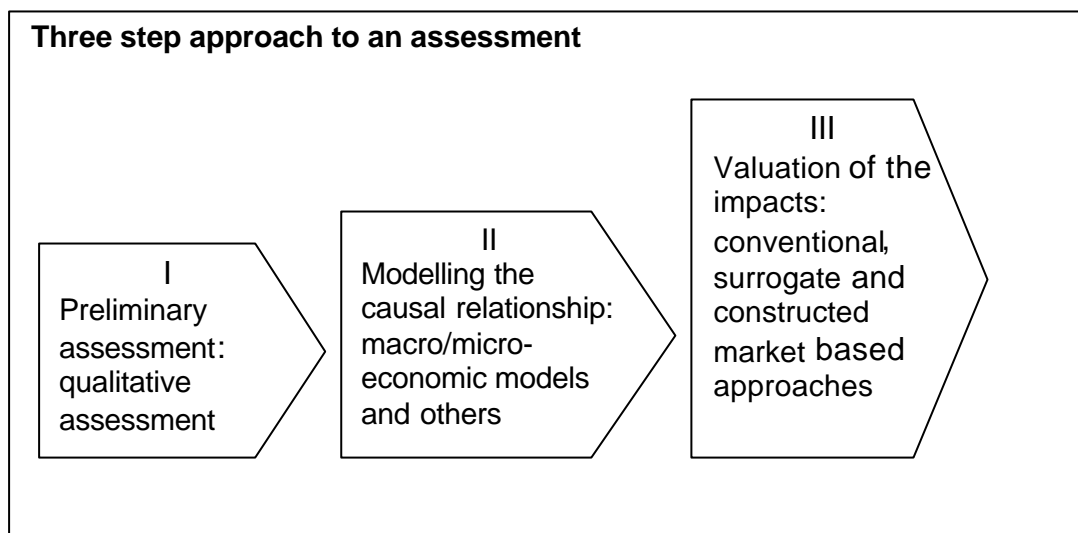 Three step approach to an assessment
I
Preliminary
assessment:
qualitative
assessment
II
Modelling the
causal relationship:
macro/micro-
economic models
and others
III
Valuation of the
impacts:
conventional,
surrogate and
constructed
market based
approaches